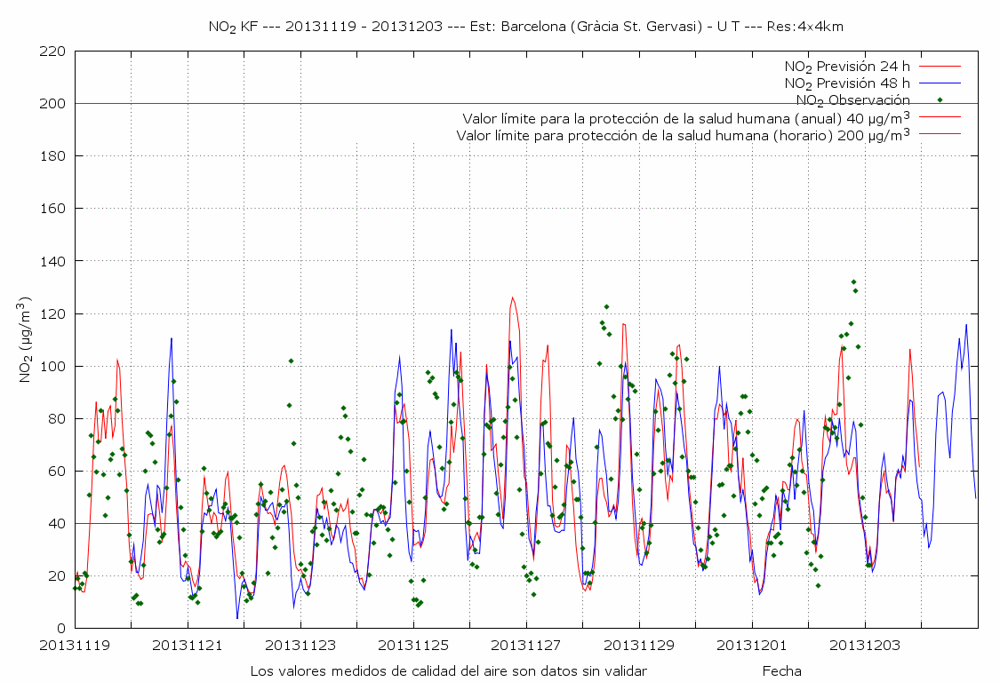 NO2 KF --- 20131119 - 20131203 --- Est: Barcelona (Gràcia St. Gervasi) - U T --- Res:4x4km
NO2 Previsión 24 h
NO2 Previsión 48 h
NO2 Observación
Valor límite para la protección de la salud humana (anual) 40 µg/m3
Valor límite para protección de la salud humana (horario) 200 µg/m3
220
200
180
160
140
120
100
80
60
40
20
0
NO2 (µg/m3)
20131119 20131121 20131123 20131125 20131127 20131129 20131201 20131203
Los valores medidos de calidad del aire son datos sin validar Fecha